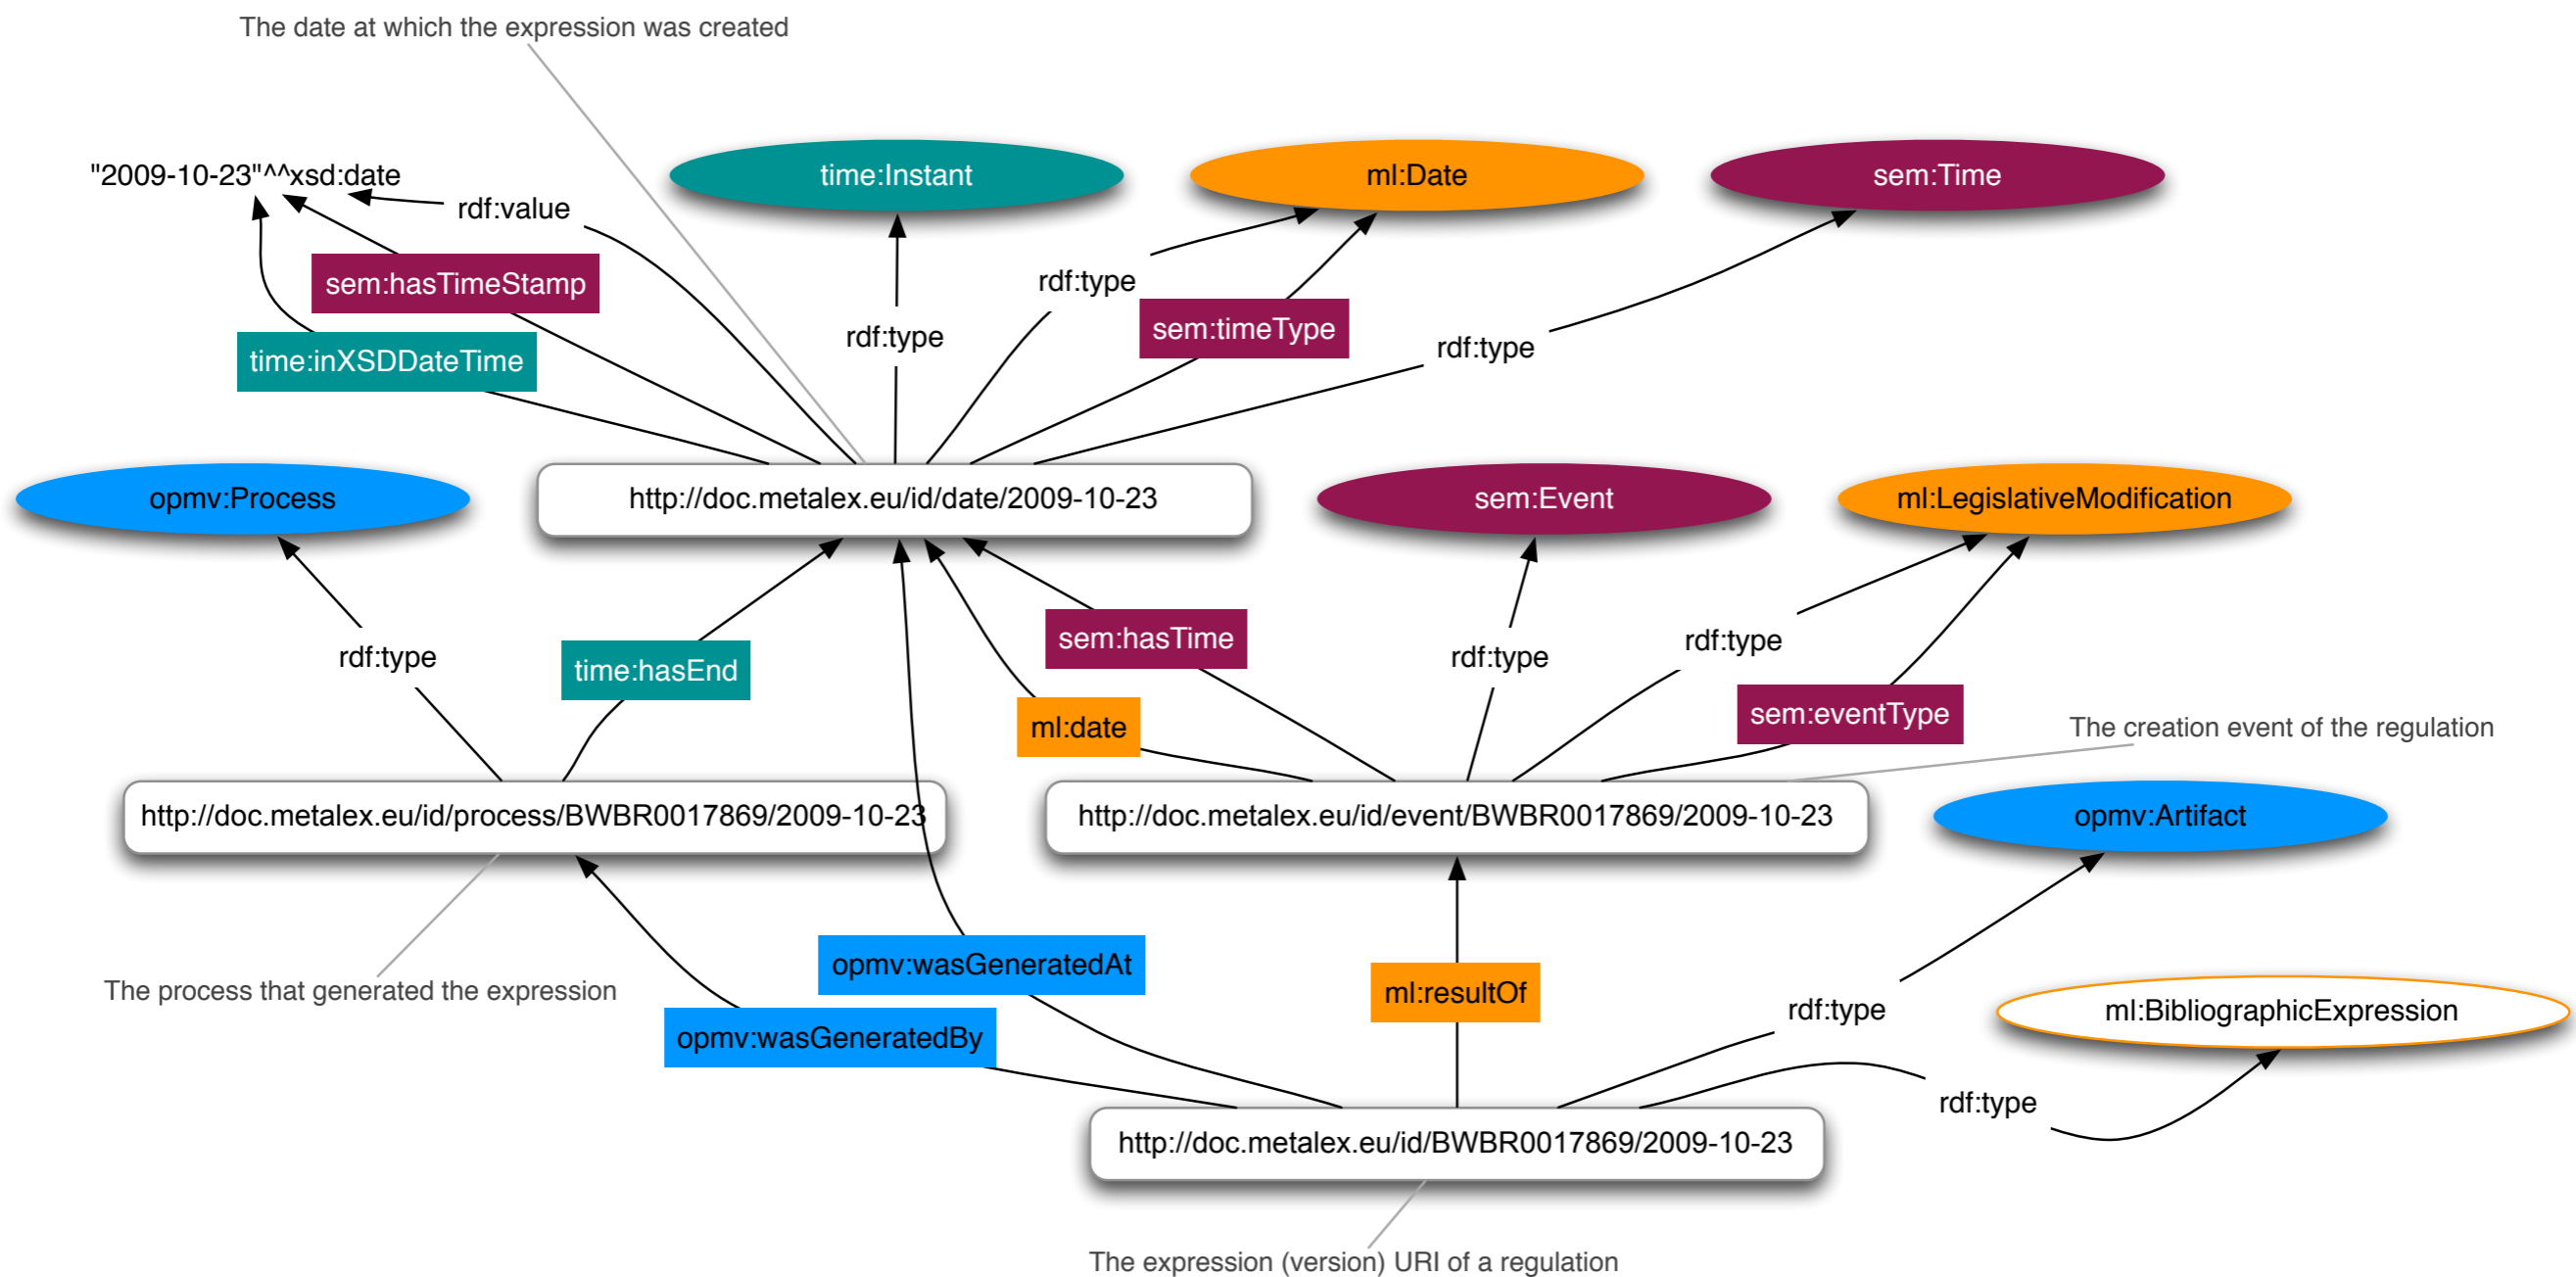 The date at which the expression was created
"2009-10-23"^^xsd:date
time:Instant
ml:Date
sem:Time
rdf:value
sem:hasTimeStamp
rdf:type
sem:timeType
rdf:type
rdf:type
time:inXSDDateTime
opmv:Process
http://doc.metalex.eu/id/date/2009-10-23
sem:Event
ml:LegislativeModification
rdf:type
time:hasEnd
sem:hasTime
rdf:type
rdf:type
ml:date
sem:eventType
The creation event of the regulation
http://doc.metalex.eu/id/process/BWBR0017869/2009-10-23
http://doc.metalex.eu/id/event/BWBR0017869/2009-10-23
opmv:Artifact
The process that generated the expression
opmv:wasGeneratedAt
ml:resultOf
rdf:type
ml:BibliographicExpression
opmv:wasGeneratedBy
rdf:type
http://doc.metalex.eu/id/BWBR0017869/2009-10-23
The expression (version) URI of a regulation